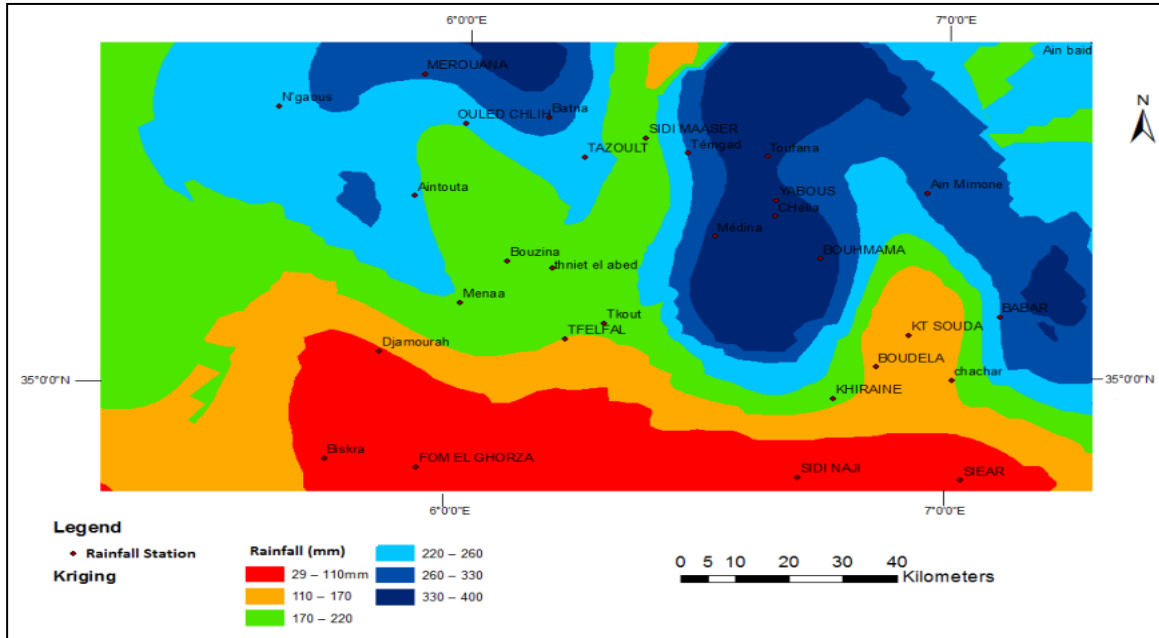 6°0'0"E 7°0'0"E
Ain baid
MEROUANA
N
N'gaous
OULED CHLIH Batna
SIDI MAASER
TAZOULT Témgad Toufana
Aintouta YABOUS Ain Mimone
CHélia
Médina
Bouzina BOUHMAMA
thniet el abed
Menaa
Tkout BABAR
TFELFAL KT SOUDA
Djamourah
BOUDELA
35°0'0"N chachar 35°0'0"N
KHIRAINE
Biskra FOM EL GHORZA
SIDI NAJI SIEAR
6°0'0"E 7°0'0"E
Legend
Rainfall Station
Kriging
Rainfall (mm)
29 – 110mm
110 – 170
170 – 220
220 – 260
260 – 330
330 – 400
0 5 10 20 30 40
Kilometers